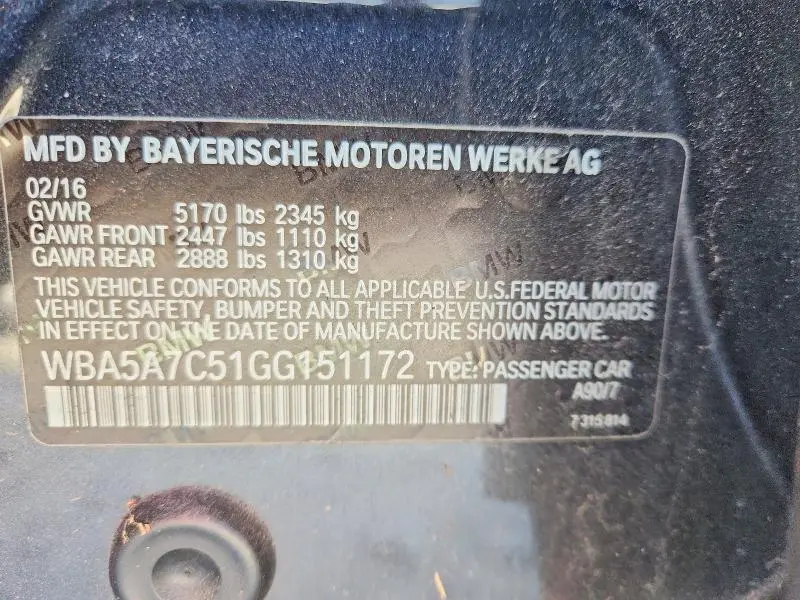 MFD BY BAYERISCHE MOTOREN WERKE AG
02/16
GVWR 5170 lbs 2345 kg
GAWR FRONT 2447 lbs 1110 kg
GAWR REAR 2888 lbs 1310 kg
THIS VEHICLE CONFORMS TO ALL APPLICABLE U.S.FEDERAL MOTOR
VEHICLE SAFETY, BUMPER AND THEFT PREVENTION STANDARDS
IN EFFECT ON THE DATE OF MANUFACTURE SHOWN ABOVE.
WBA5A7C51GG151172 TYPE: PASSENGER CAR
A90/7
7 315 814